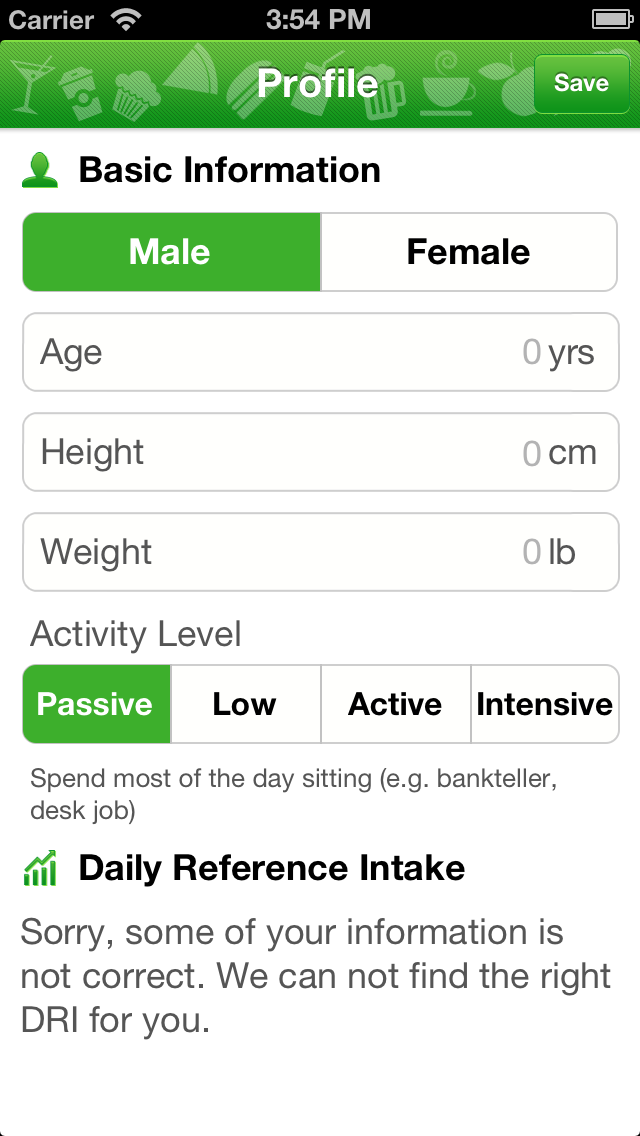 Carrier 3:54 PM
Profile Save
Basic Information
Male Female
Age 0 yrs
Height 0 cm
Weight 0 lb
Activity Level
Passive Low Active Intensive
Spend most of the day sitting (e.g. bankteller,
desk job)
Daily Reference Intake
Sorry, some of your information is
not correct. We can not find the right
DRI for you.